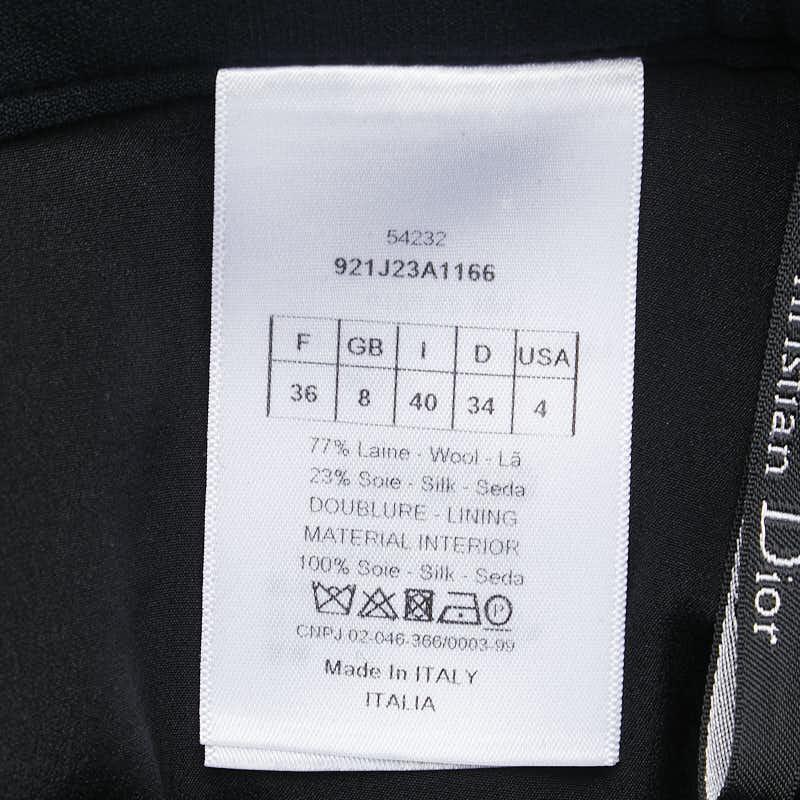 54232
921J23A1166
F GB I D USA
36 8 40 34 4
77% Laine - Wool - Lã
23% Soie - Silk - Seda
DOUBLURE - LINING
MATERIAL INTERIOR
100% Soie - Silk - Seda
P
CNPJ 02-046-366/0003-99
Made In ITALY
ITALIA
Christian Dior